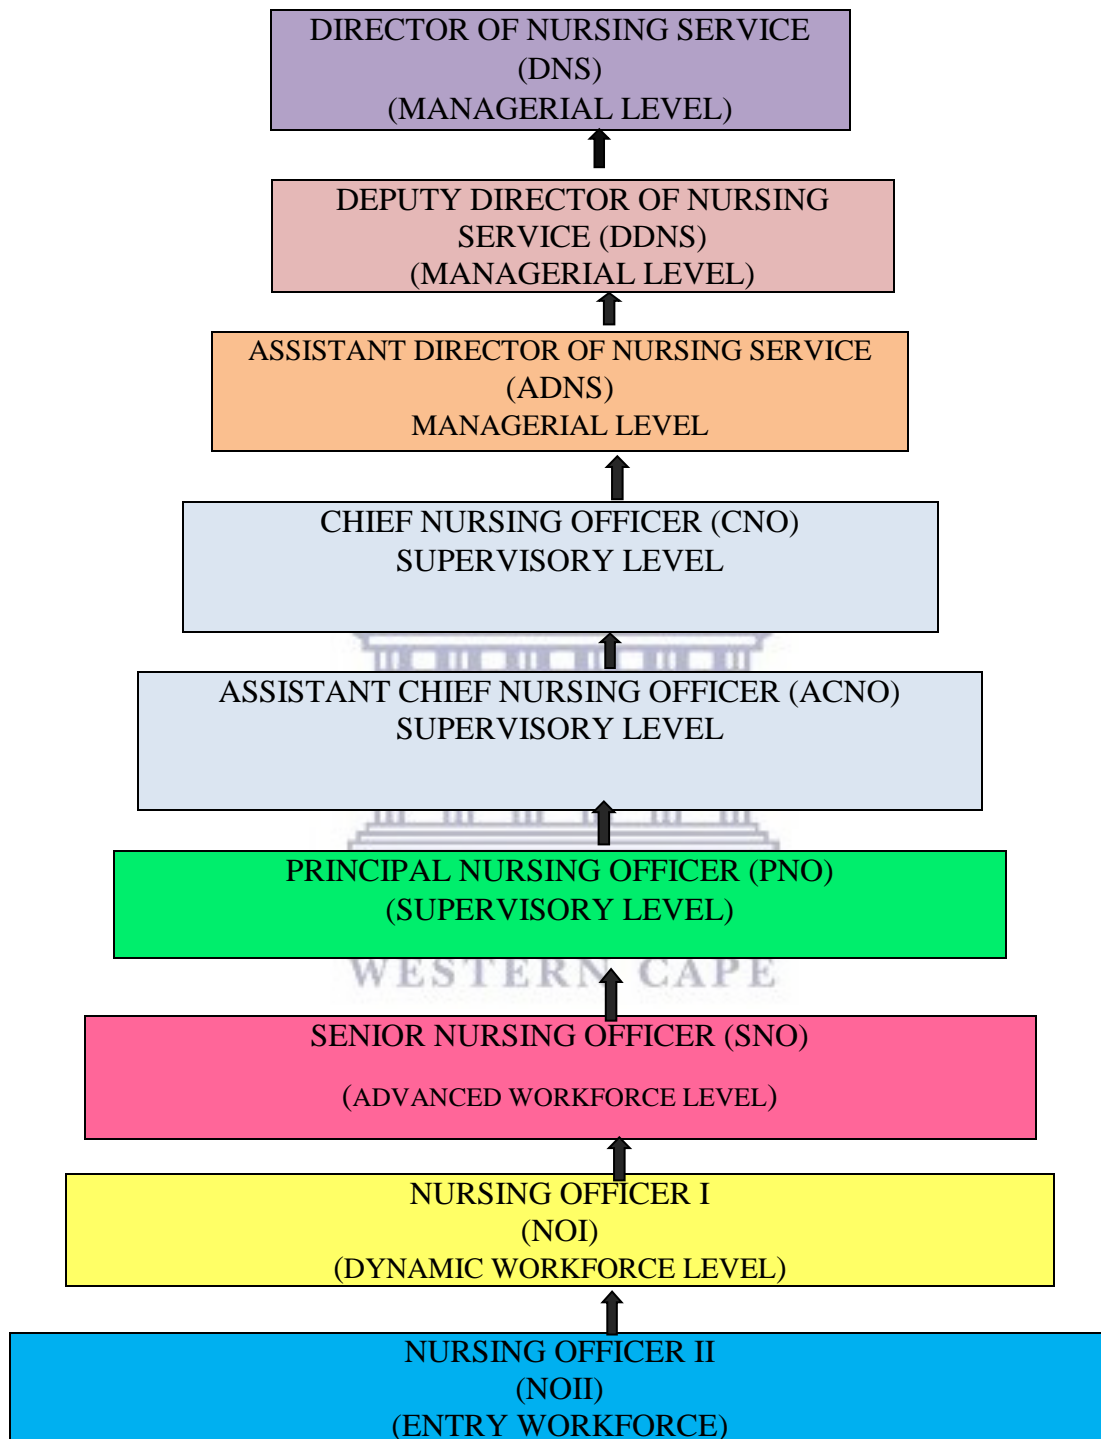 DIRECTOR OF NURSING SERVICE
(DNS)
(MANAGERIAL LEVEL)
DEPUTY DIRECTOR OF NURSING
SERVICE (DDNS)
(MANAGERIAL LEVEL)
ASSISTANT DIRECTOR OF NURSING SERVICE
(ADNS)
MANAGERIAL LEVEL
CHIEF NURSING OFFICER (CNO)
SUPERVISORY LEVEL
ASSISTANT CHIEF NURSING OFFICER (ACNO)
SUPERVISORY LEVEL
PRINCIPAL NURSING OFFICER (PNO)
(SUPERVISORY LEVEL)
WESTERN CAPE
SENIOR NURSING OFFICER (SNO)
(ADVANCED WORKFORCE LEVEL)
NURSING OFFICER I
(NOI)
(DYNAMIC WORKFORCE LEVEL)
NURSING OFFICER II
(NOII)
(ENTRY WORKFORCE)